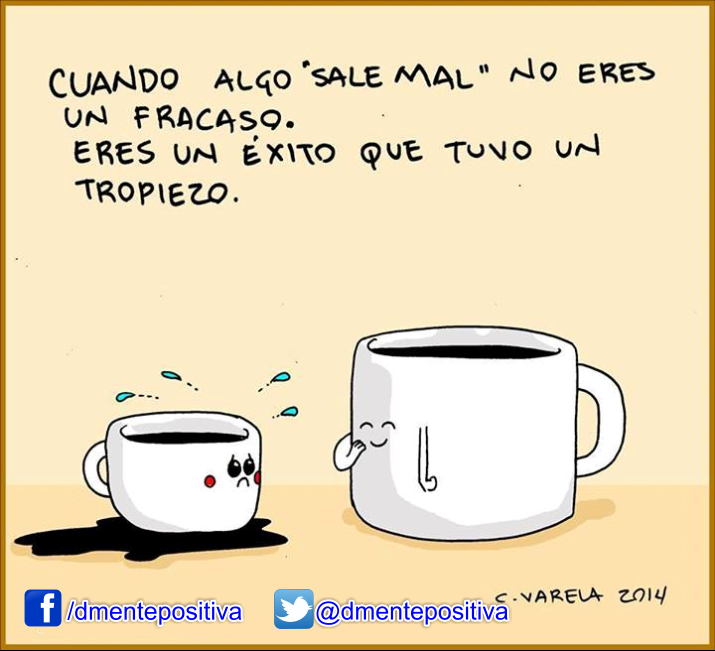 CUANDO ALGO "SALE MAL" NO ERES
UN FRACASO.
ERES UN ÉXITO QUE TUVO UN
TROPIEZO.
C. VARELA 2014
f /dmentepositiva @dmentepositiva